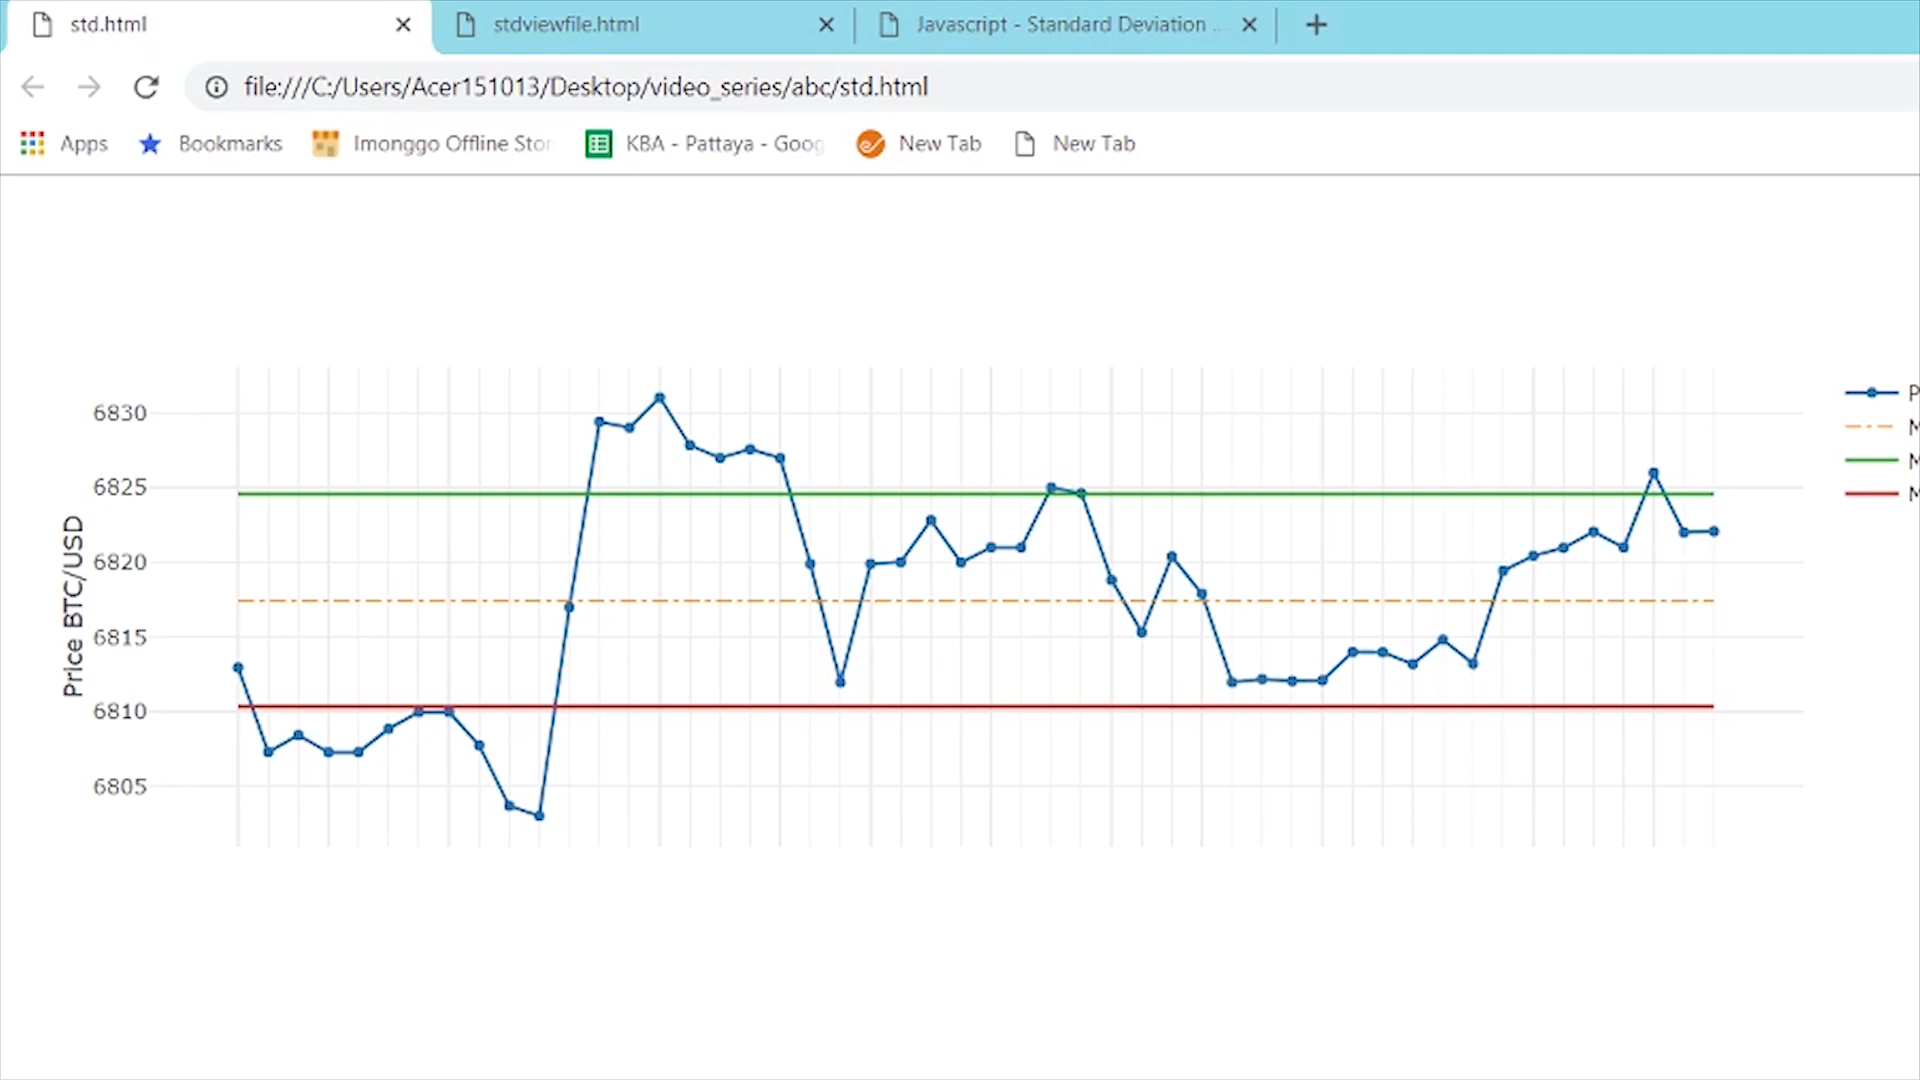 std.html
stdviewfile.html
Javascript - Standard Deviation ...
file:///C:/Users/Acer151013/Desktop/video_series/abc/std.html
Apps
Bookmarks
Imonggo Offline Stor
KBA - Pattaya - Goog
New Tab
New Tab
6830
6825
6820
6815
6810
6805
Price BTC/USD
P
M
M
M